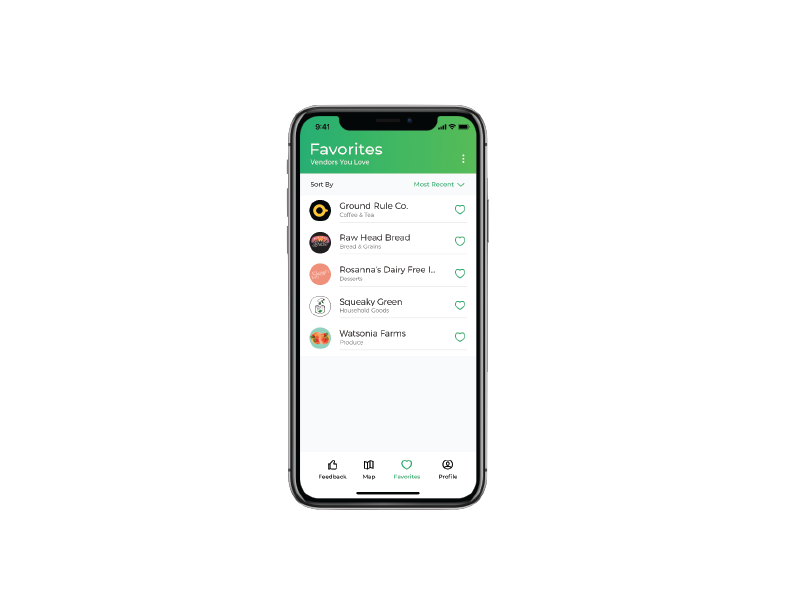 9:41
Favorites
Vendors You Love
Sort By
Most Recent
Ground Rule Co.
Coffee & Tea
Raw Head Bread
Bread & Grains
Rosanna's Dairy Free I...
Desserts
Squeaky Green
Household Goods
Watsonia Farms
Produce
Feedback Map Favorites Profile